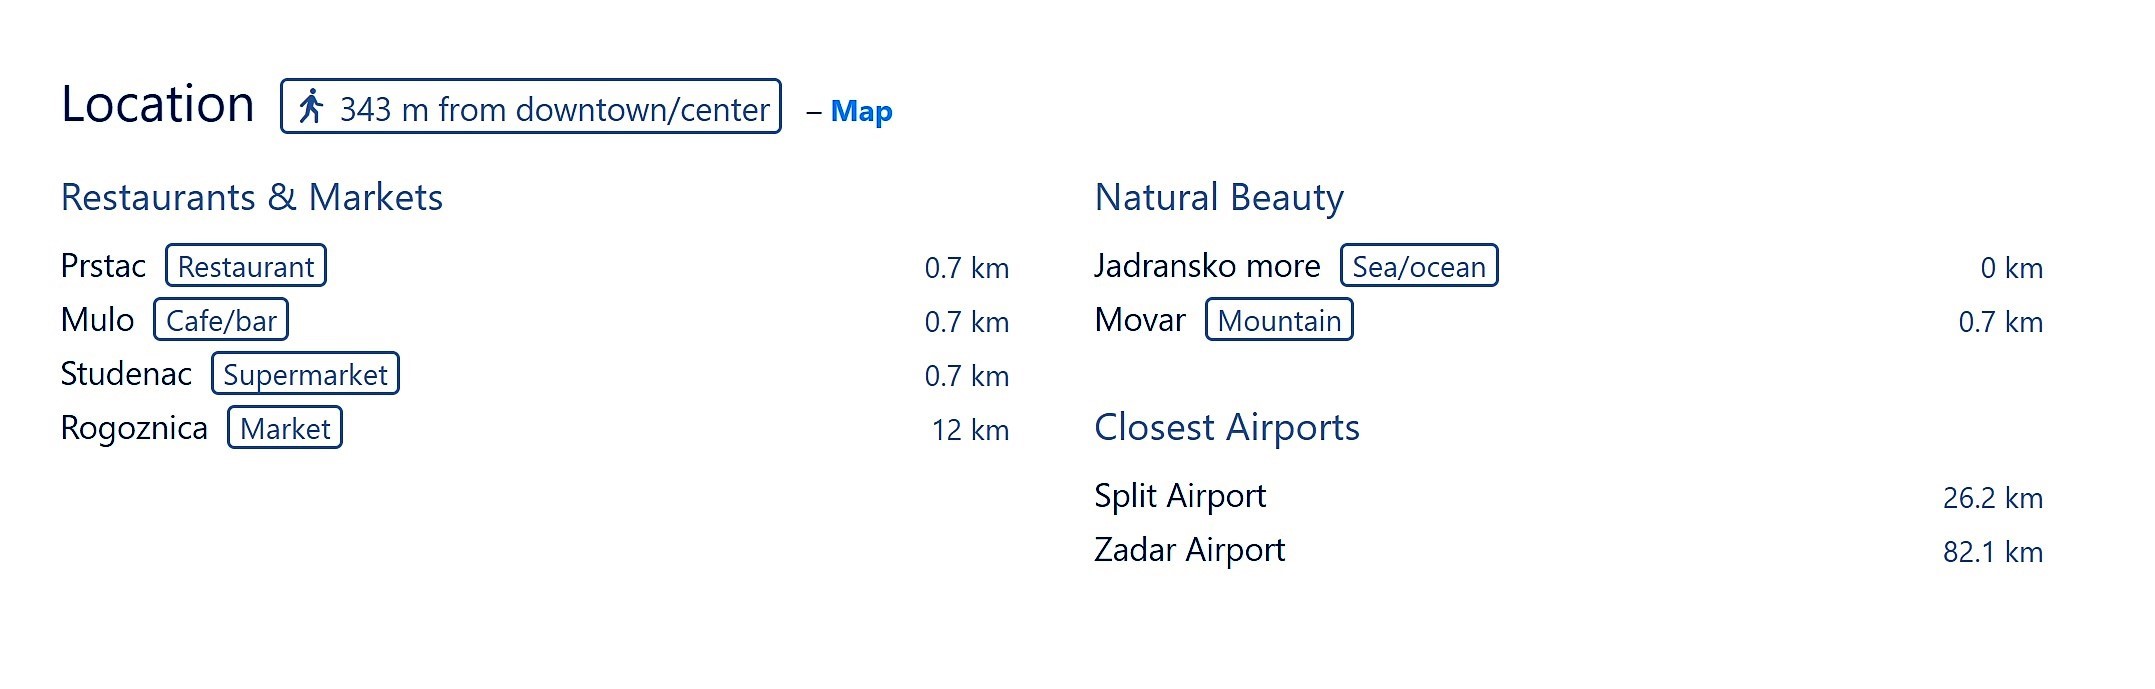 Location 343 m from downtown/center – Map
Restaurants & Markets
Prstac Restaurant 0.7 km
Mulo Cafe/bar 0.7 km
Studenac Supermarket 0.7 km
Rogoznica Market 12 km
Natural Beauty
Jadransko more Sea/ocean 0 km
Movar Mountain 0.7 km
Closest Airports
Split Airport 26.2 km
Zadar Airport 82.1 km